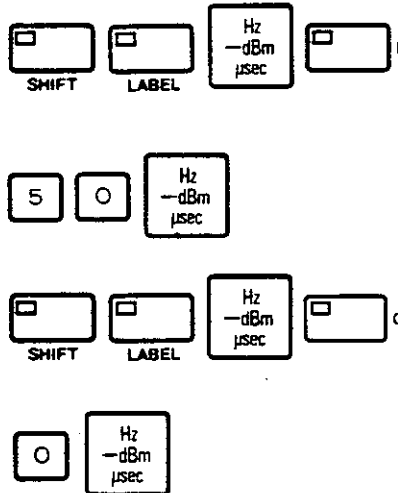 Hz
—dBm
µsec
SHIFT LABEL
Hz
5 0 —dBm
µsec
Hz
—dBm
µsec
SHIFT LABEL
Hz
0 —dBm
µsec